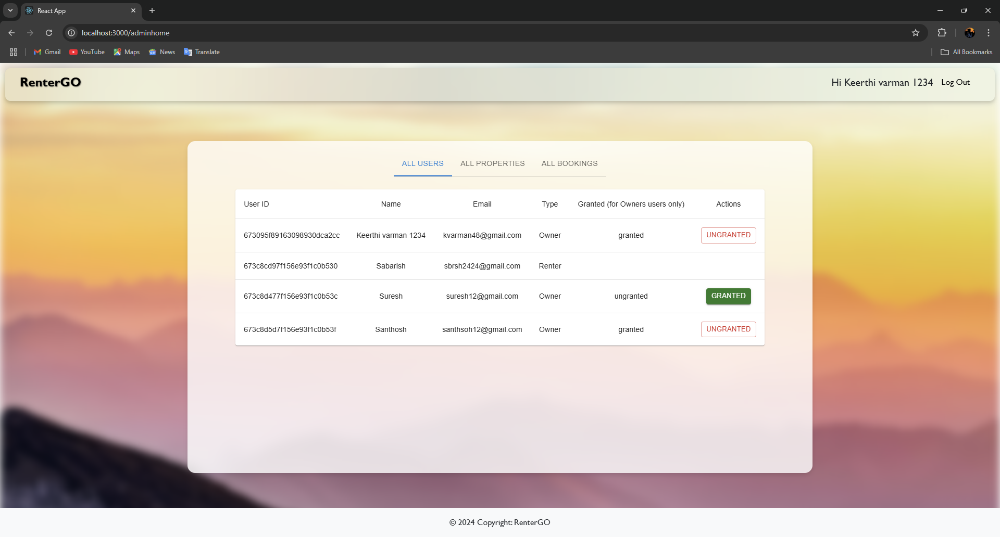 React App
localhost:3000/adminhome
Gmail YouTube Maps News Translate All Bookmarks
RenterGO Hi Keerthi varman 1234 Log Out
ALL USERS ALL PROPERTIES ALL BOOKINGS
User ID Name Email Type Granted (for Owners users only) Actions
673095f89163098930dca2cc Keerthi varman 1234 kvarman48@gmail.com Owner granted UNGRANTED
673c8cd97f156e93f1c0b530 Sabarish sbrsh2424@gmail.com Renter
673c8d477f156e93f1c0b53c Suresh suresh12@gmail.com Owner ungranted GRANTED
673c8d5d7f156e93f1c0b53f Santhosh santhsoh12@gmail.com Owner granted UNGRANTED
© 2024 Copyright: RenterGO